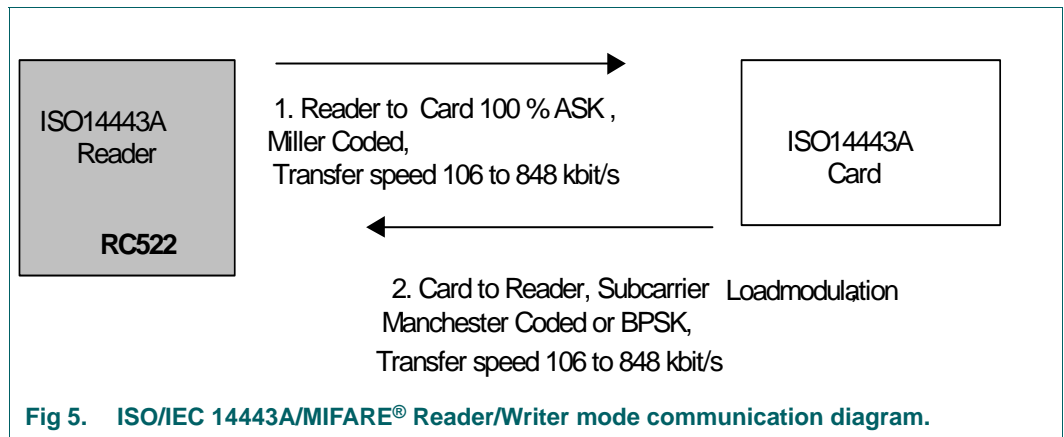 ISO14443A
Reader
RC522
1. Reader to Card 100 % ASK ,
Miller Coded,
Transfer speed 106 to 848 kbit/s
ISO14443A
Card
2. Card to Reader, Subcarrier Loadmodulation,
Manchester Coded or BPSK,
Transfer speed 106 to 848 kbit/s
Fig 5. ISO/IEC 14443A/MIFARE® Reader/Writer mode communication diagram.